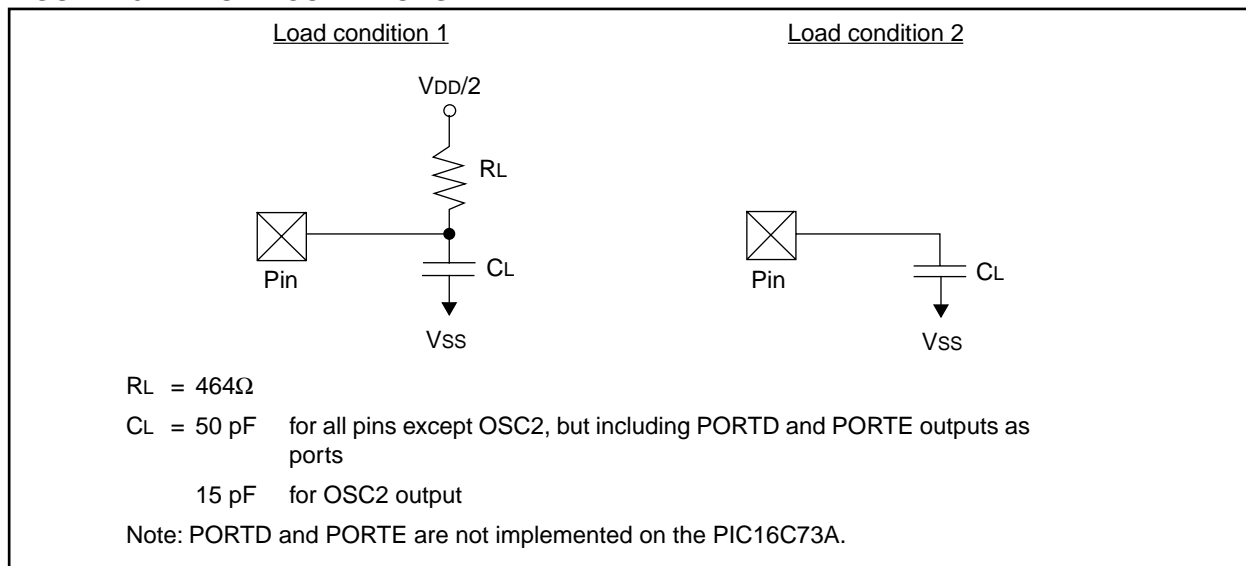 Load condition 1
Load condition 2
VDD/2
RL
Pin
CL
VSS
Pin
CL
VSS
RL = 464Ω
CL = 50 pF for all pins except OSC2, but including PORTD and PORTE outputs as
ports
15 pF for OSC2 output
Note: PORTD and PORTE are not implemented on the PIC16C73A.